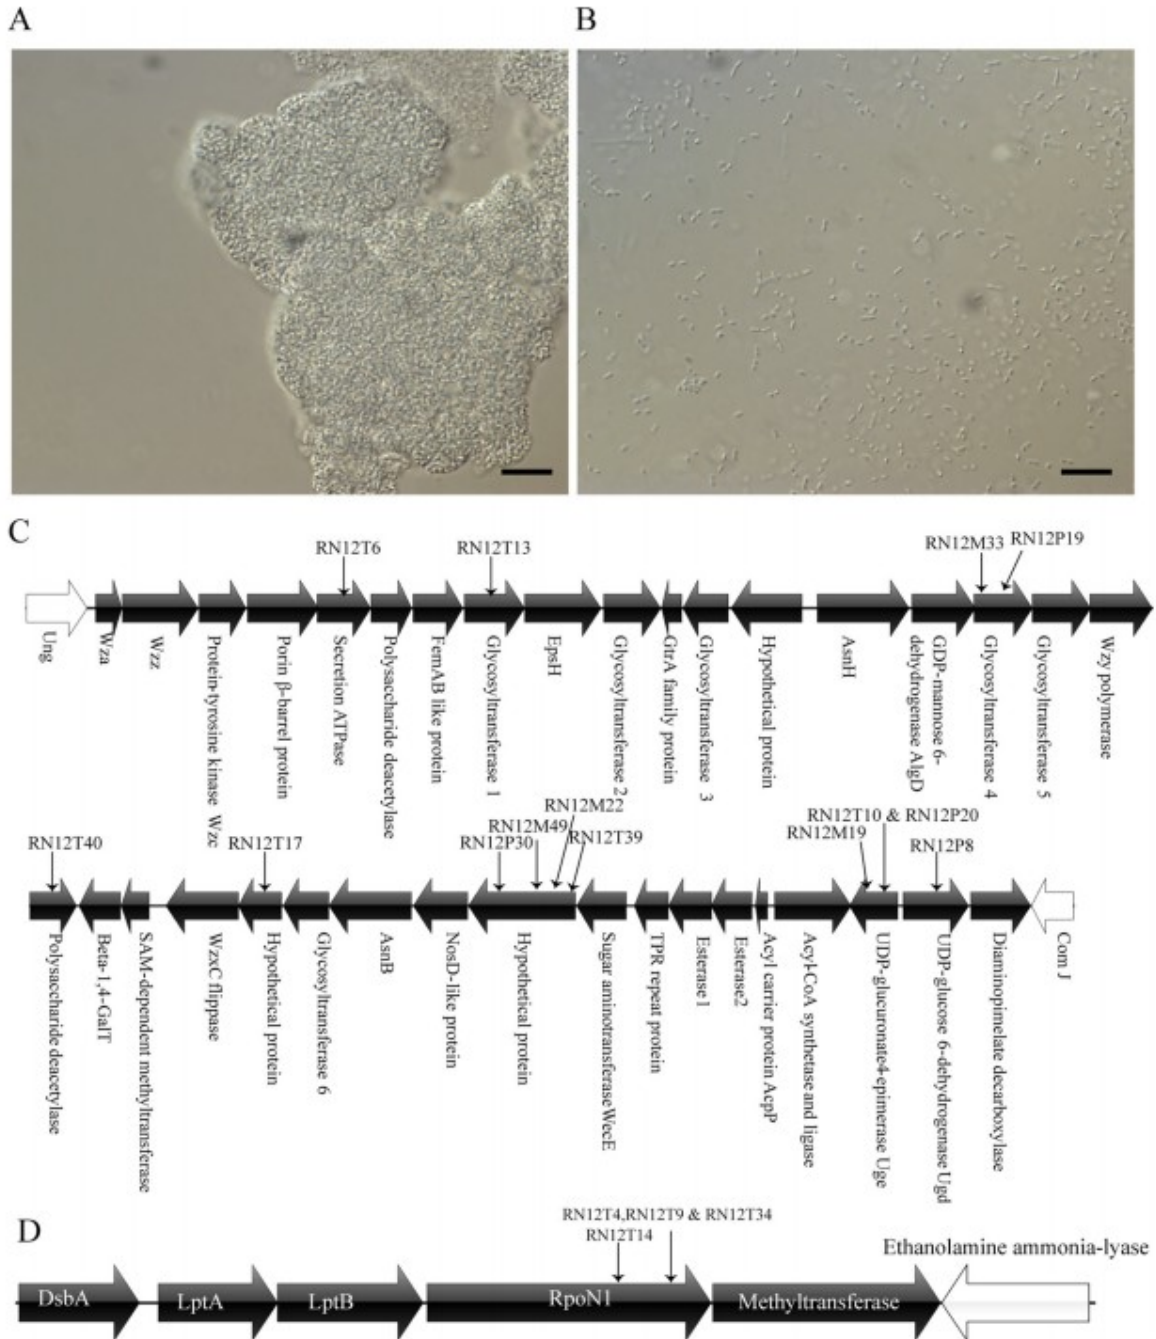 A
B
C
RN12T6
RN12T13
RN12M33
RN12P19
Ung
Wza
Wzz
Protein-tyrosine kinase Wzc
Porin β-barrel protein
Secretion ATPase
Polysaccharide deacetylase
FemAB like protein
Glycosyltransferase 1
EpsH
Glycosyltransferase 2
GtrA family protein
Glycosyltransferase 3
Hypothetical protein
AsnH
GDP-mannose 6-
dehydrogenase AlgD
Glycosyltransferase 4
Glycosyltransferase 5
Wzy polymerase
RN12T40
RN12T17
RN12P30
RN12M49
RN12M22
RN12T39
RN12M19
RN12T10 & RN12P20
RN12P8
Polysaccharide deacetylase
Beta-1,4-GalT
SAM-dependent methyltransferase
WzxC flippase
Hypothetical protein
Glycosyltransferase 6
AsnB
NosD-like protein
Hypothetical protein
Sugar aminotransferase WecE
TPR repeat protein
Esterase1
Esterase2
Acyl carrier protein AcpP
Acyl-CoA synthetase and ligase
UDP-glucuronate4-epimerase Uge
UDP-glucose 6-dehydrogenase Ugd
Diaminopimelate decarboxylase
Com J
D
RN12T4,RN12T9 & RN12T34
RN12T14
Ethanolamine ammonia-lyase
DsbA
LptA
LptB
RpoN1
Methyltransferase